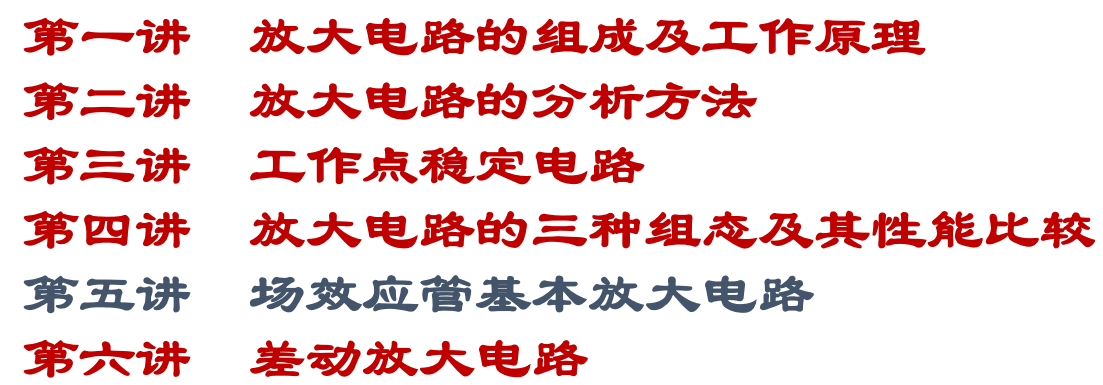 第一讲 放大电路的组成及工作原理
第二讲 放大电路的分析方法
第三讲 工作点稳定电路
第四讲 放大电路的三种组态及其性能比较
第五讲 场效应管基本放大电路
第六讲 差动放大电路